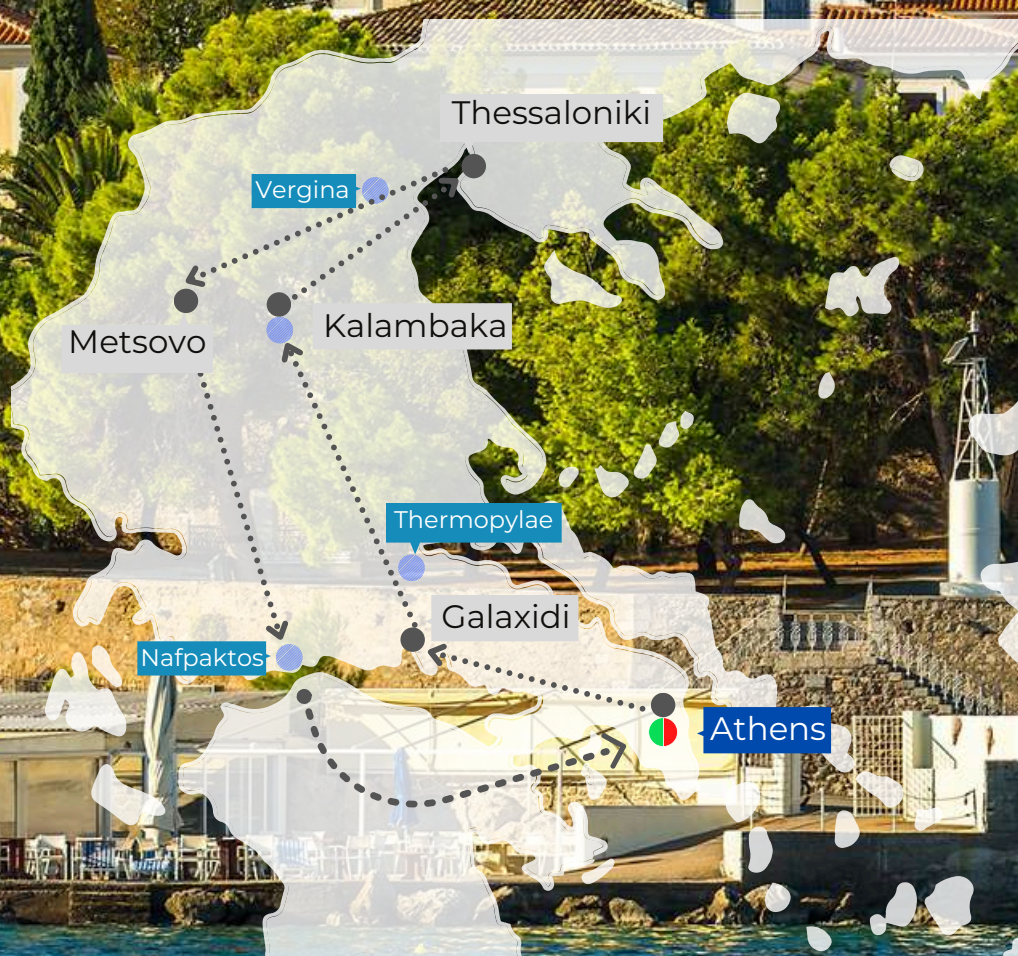 Thessaloniki
Vergina
Kalambaka
Metsovo
Thermopylae
Galaxidi
Nafpaktos
Athens